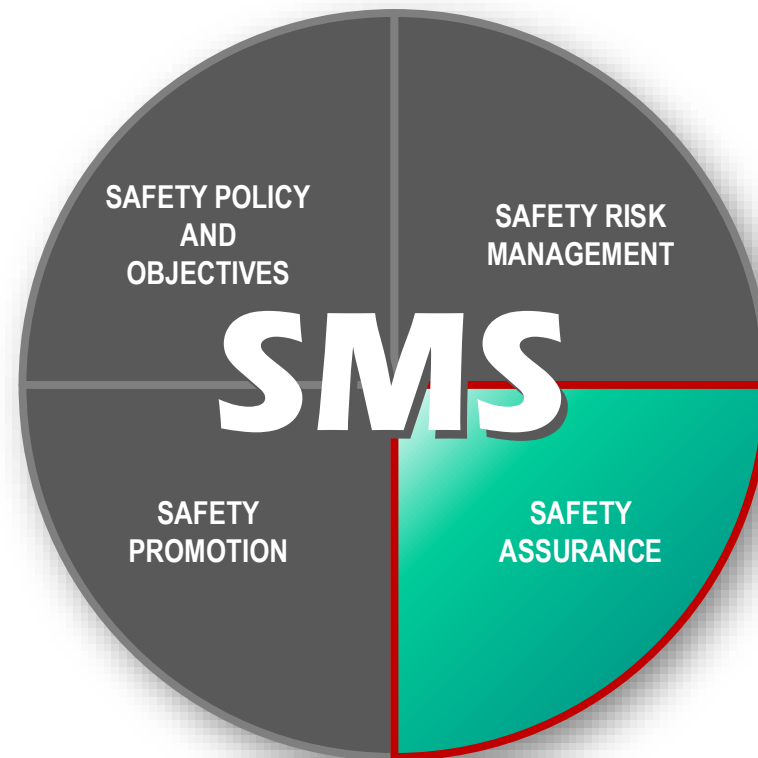 SAFETY POLICY
AND
OBJECTIVES
SAFETY RISK
MANAGEMENT
SMS
SAFETY
PROMOTION
SAFETY
ASSURANCE